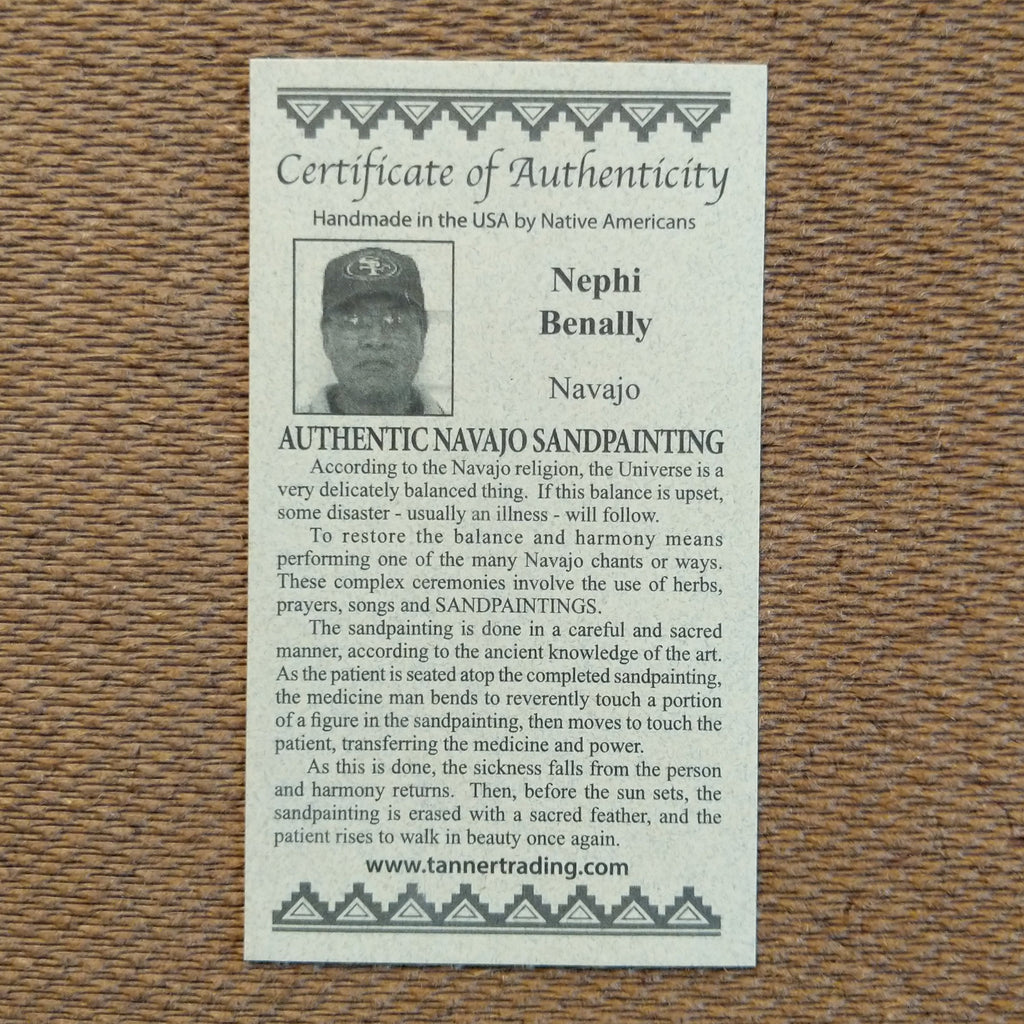 Certificate of Authenticity
Handmade in the USA by Native Americans
SF
Nephi
Benally
Navajo
AUTHENTIC NAVAJO SANDPAINTING
According to the Navajo religion, the Universe is a
very delicately balanced thing. If this balance is upset,
some disaster - usually an illness - will follow.
To restore the balance and harmony means
performing one of the many Navajo chants or ways.
These complex ceremonies involve the use of herbs,
prayers, songs and SANDPAINTINGS.
The sandpainting is done in a careful and sacred
manner, according to the ancient knowledge of the art.
As the patient is seated atop the completed sandpainting,
the medicine man bends to reverently touch a portion
of a figure in the sandpainting, then moves to touch the
patient, transferring the medicine and power.
As this is done, the sickness falls from the person
and harmony returns. Then, before the sun sets, the
sandpainting is erased with a sacred feather, and the
patient rises to walk in beauty once again.
www.tannertrading.com